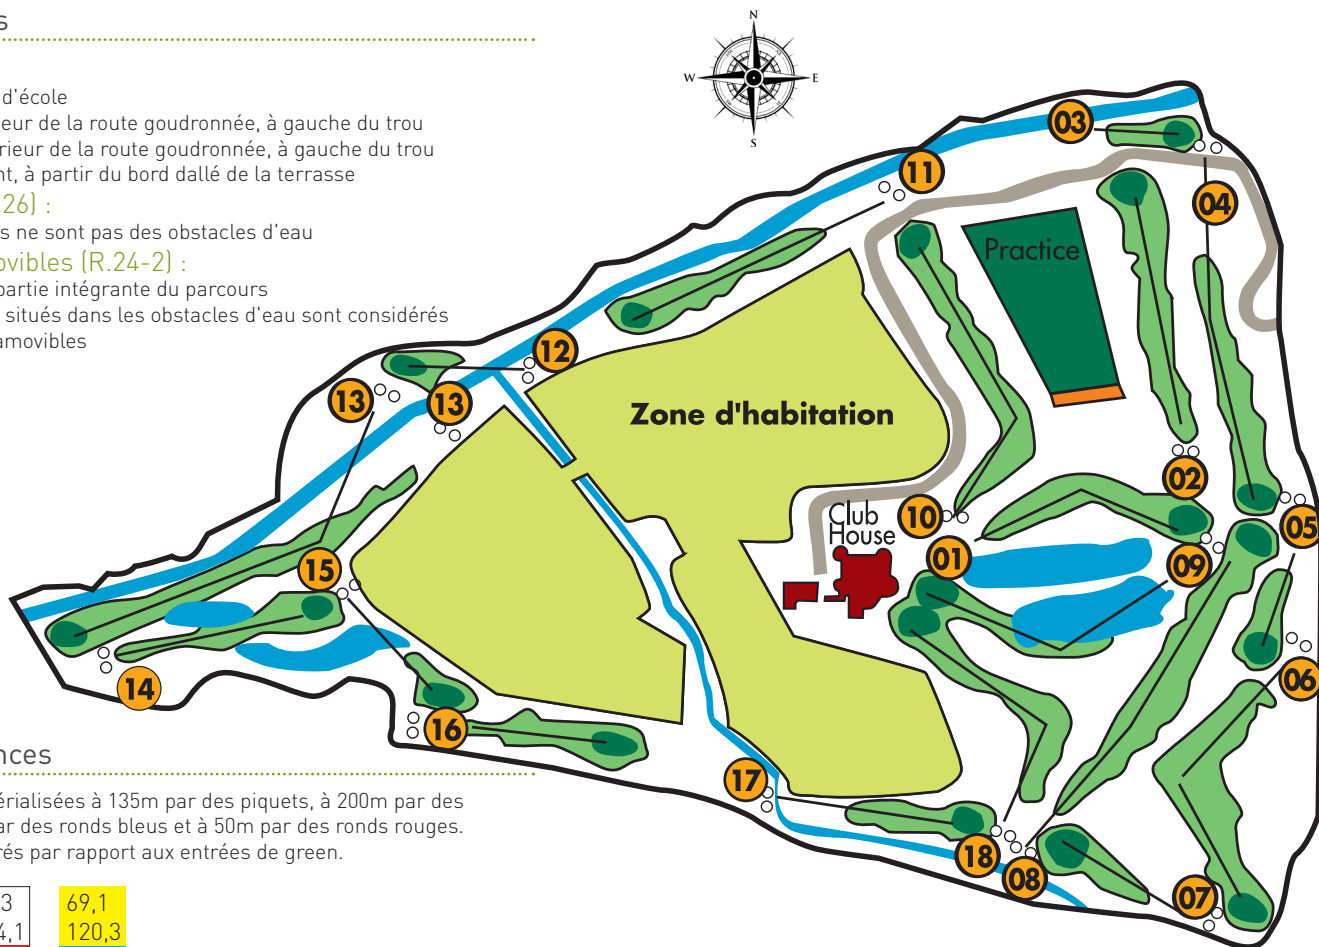 s
N
W
E
S
d'école
eur de la route goudronnée, à gauche du trou
rieur de la route goudronnée, à gauche du trou
nt, à partir du bord dallé de la terrasse
26) :
s ne sont pas des obstacles d'eau
ovibles (R.24-2) :
partie intégrante du parcours
situés dans les obstacles d'eau sont considérés
amovibles
03
11
04
Practice
12
13
13
Zone d'habitation
02
10
Club
House
05
01
09
15
14
06
16
17
18
08
07
nces
érialisées à 135m par des piquets, à 200m par des
ar des ronds bleus et à 50m par des ronds rouges.
rés par rapport aux entrées de green.
3
4,1
69,1
120,3